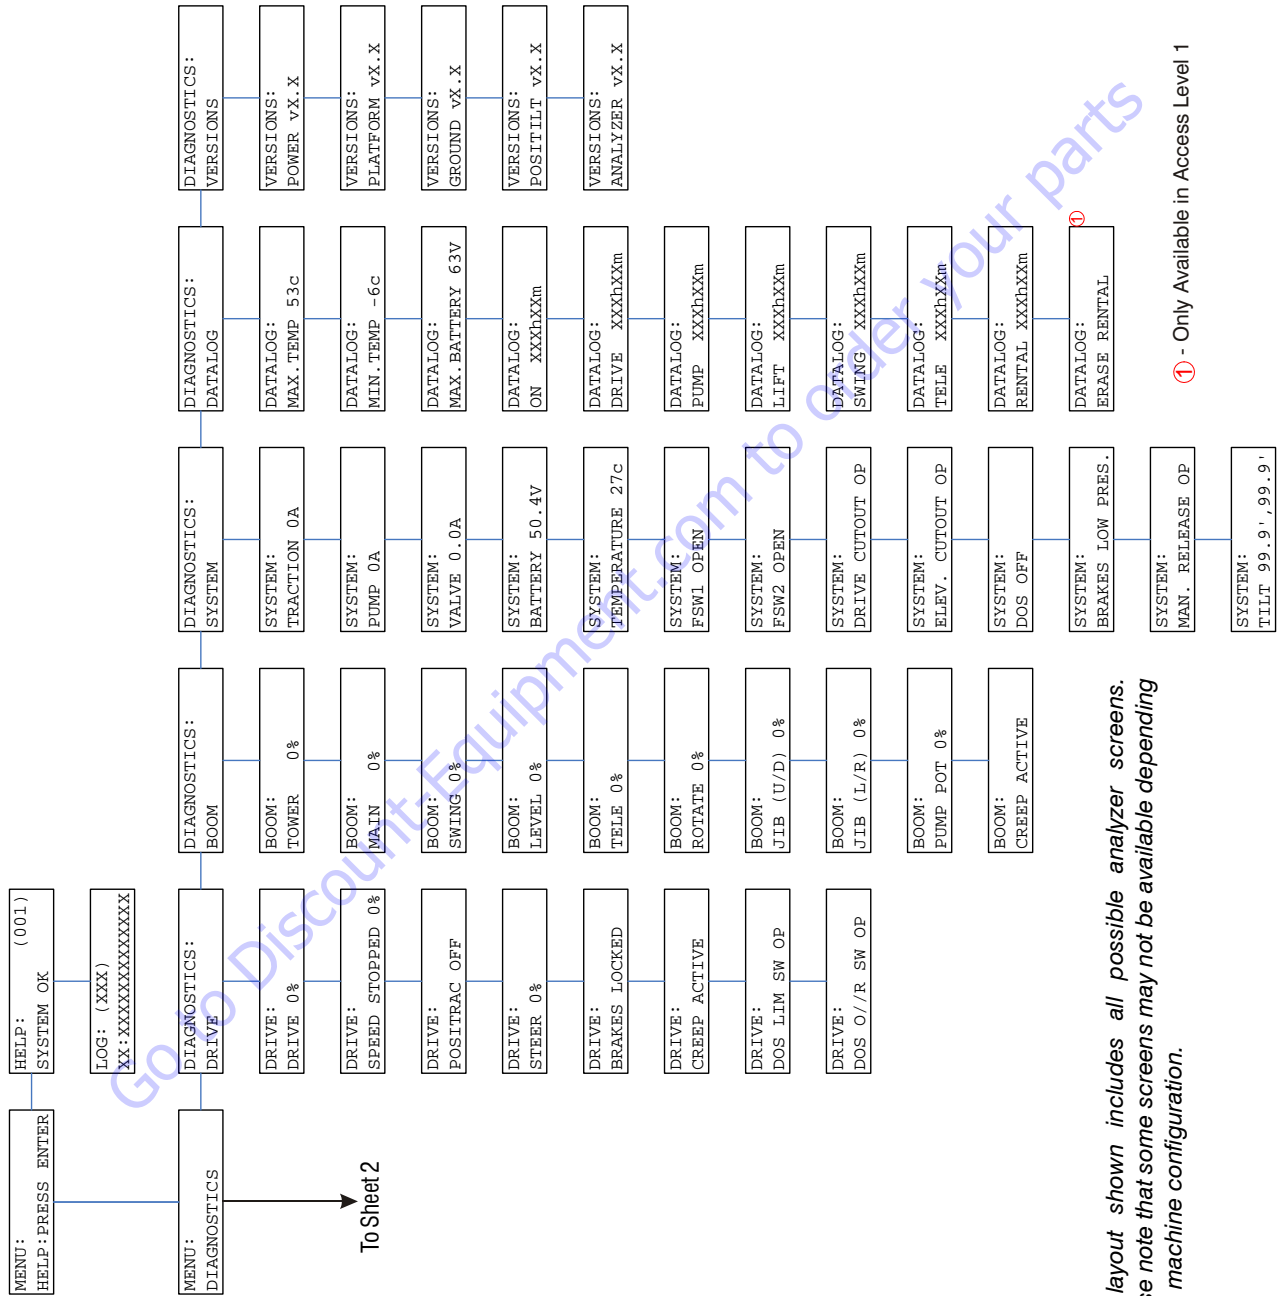 MENU:
HELP:PRESS ENTER
HELP: (001)
SYSTEM OK
LOG: (XXX)
XX:XXXXXXXXXXXXXX
MENU:
DIAGNOSTICS
To Sheet 2
DIAGNOSTICS:
DRIVE
DRIVE:
DRIVE 0%
DRIVE:
SPEED STOPPED 0%
DRIVE:
POSITRAC OFF
DRIVE:
STEER 0%
DRIVE:
BRAKES LOCKED
DRIVE:
CREEP ACTIVE
DRIVE:
DOS LIM SW OP
DRIVE:
DOS O//R SW OP
DIAGNOSTICS:
BOOM
BOOM:
TOWER 0%
BOOM:
MAIN 0%
BOOM:
SWING 0%
BOOM:
LEVEL 0%
BOOM:
TELE 0%
BOOM:
ROTATE 0%
BOOM:
JIB (U/D) 0%
BOOM:
JIB (L/R) 0%
BOOM:
PUMP POT 0%
BOOM:
CREEP ACTIVE
DIAGNOSTICS:
SYSTEM
SYSTEM:
TRACTION 0A
SYSTEM:
PUMP 0A
SYSTEM:
VALVE 0.0A
SYSTEM:
BATTERY 50.4V
SYSTEM:
TEMPERATURE 27c
SYSTEM:
FSW1 OPEN
SYSTEM:
FSW2 OPEN
SYSTEM:
DRIVE CUTOUT OP
SYSTEM:
ELEV. CUTOUT OP
SYSTEM:
DOS OFF
SYSTEM:
BRAKES LOW PRES.
SYSTEM:
MAN. RELEASE OP
SYSTEM:
TILT 99.9',99.9'
DIAGNOSTICS:
DATALOG
DATALOG:
MAX.TEMP 53c
DATALOG:
MIN.TEMP -6c
DATALOG:
MAX.BATTERY 63V
DATALOG:
ON XXXhXXm
DATALOG:
DRIVE XXXhXXm
DATALOG:
PUMP XXXhXXm
DATALOG:
LIFT XXXhXXm
DATALOG:
SWING XXXhXXm
DATALOG:
TELE XXXhXXm
DATALOG:
RENTAL XXXhXXm
DATALOG:
ERASE RENTAL
1
DIAGNOSTICS:
VERSIONS
VERSIONS:
POWER vX.X
VERSIONS:
PLATFORM vX.X
VERSIONS:
GROUND vX.X
VERSIONS:
POSITILT vX.X
VERSIONS:
ANALYZER vX.X
layout shown includes all possible analyzer screens.
se note that some screens may not be available depending
machine configuration.
1 - Only Available in Access Level 1
Go to Discount-Equipment.com to order your parts